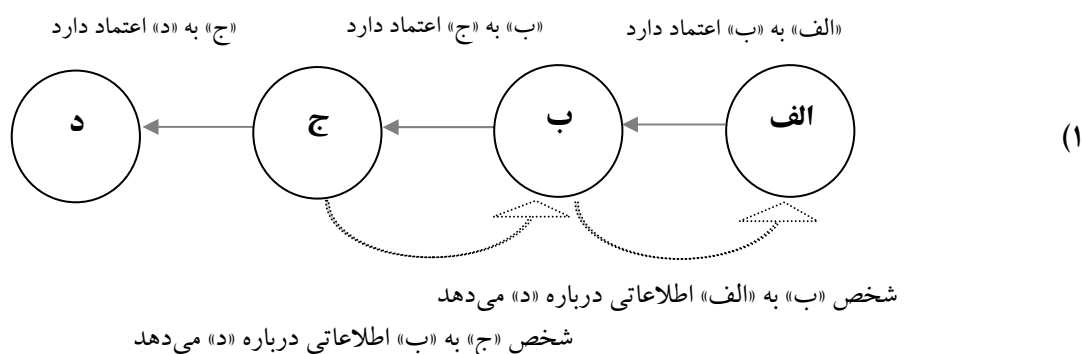 «الف» به «ب» اعتماد دارد «ب» به «ج» اعتماد دارد «ج» به «د» اعتماد دارد
۱) الف ب ج د
شخص «ب» به «الف» اطلاعاتی درباره «د» می‌دهد
شخص «ج» به «ب» اطلاعاتی درباره «د» می‌دهد